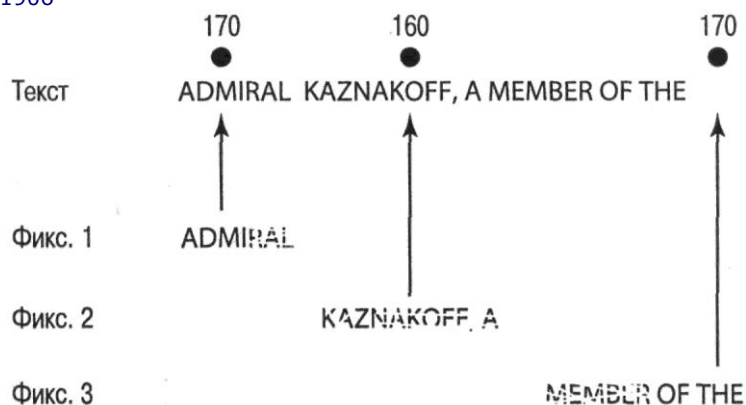 170 160 170
Текст ADMIRAL KAZNAKOFF, A MEMBER OF THE
Фикс. 1 ADMIRAL
Фикс. 2 KAZNAKOFF, A
Фикс. 3 MEMBER OF THE